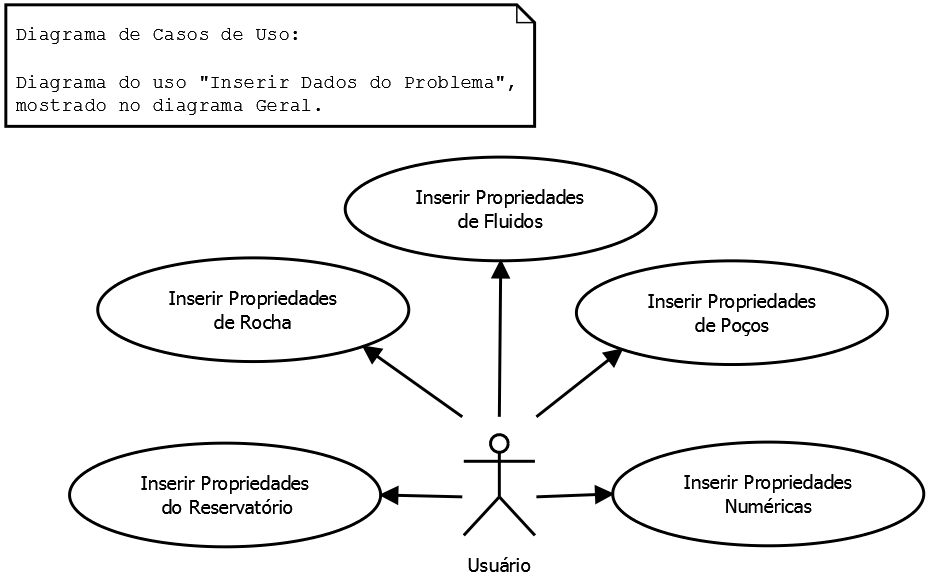 Diagrama de Casos de Uso:
Diagrama do uso "Inserir Dados do Problema",
mostrado no diagrama Geral.
Inserir Propriedades
de Fluidos
Inserir Propriedades
de Rocha
Inserir Propriedades
de Poços
Inserir Propriedades
do Reservatório
Inserir Propriedades
Numéricas
Usuário